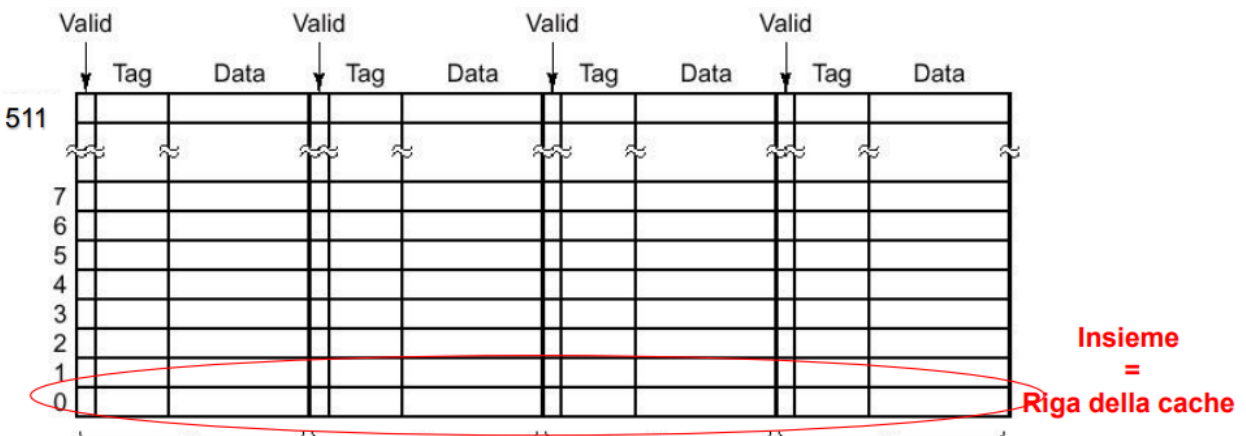 Valid Valid Valid Valid
Tag Data Tag Data Tag Data Tag Data
511
7
6
5
4
3
2
1
0
Insieme
=
Riga della cache